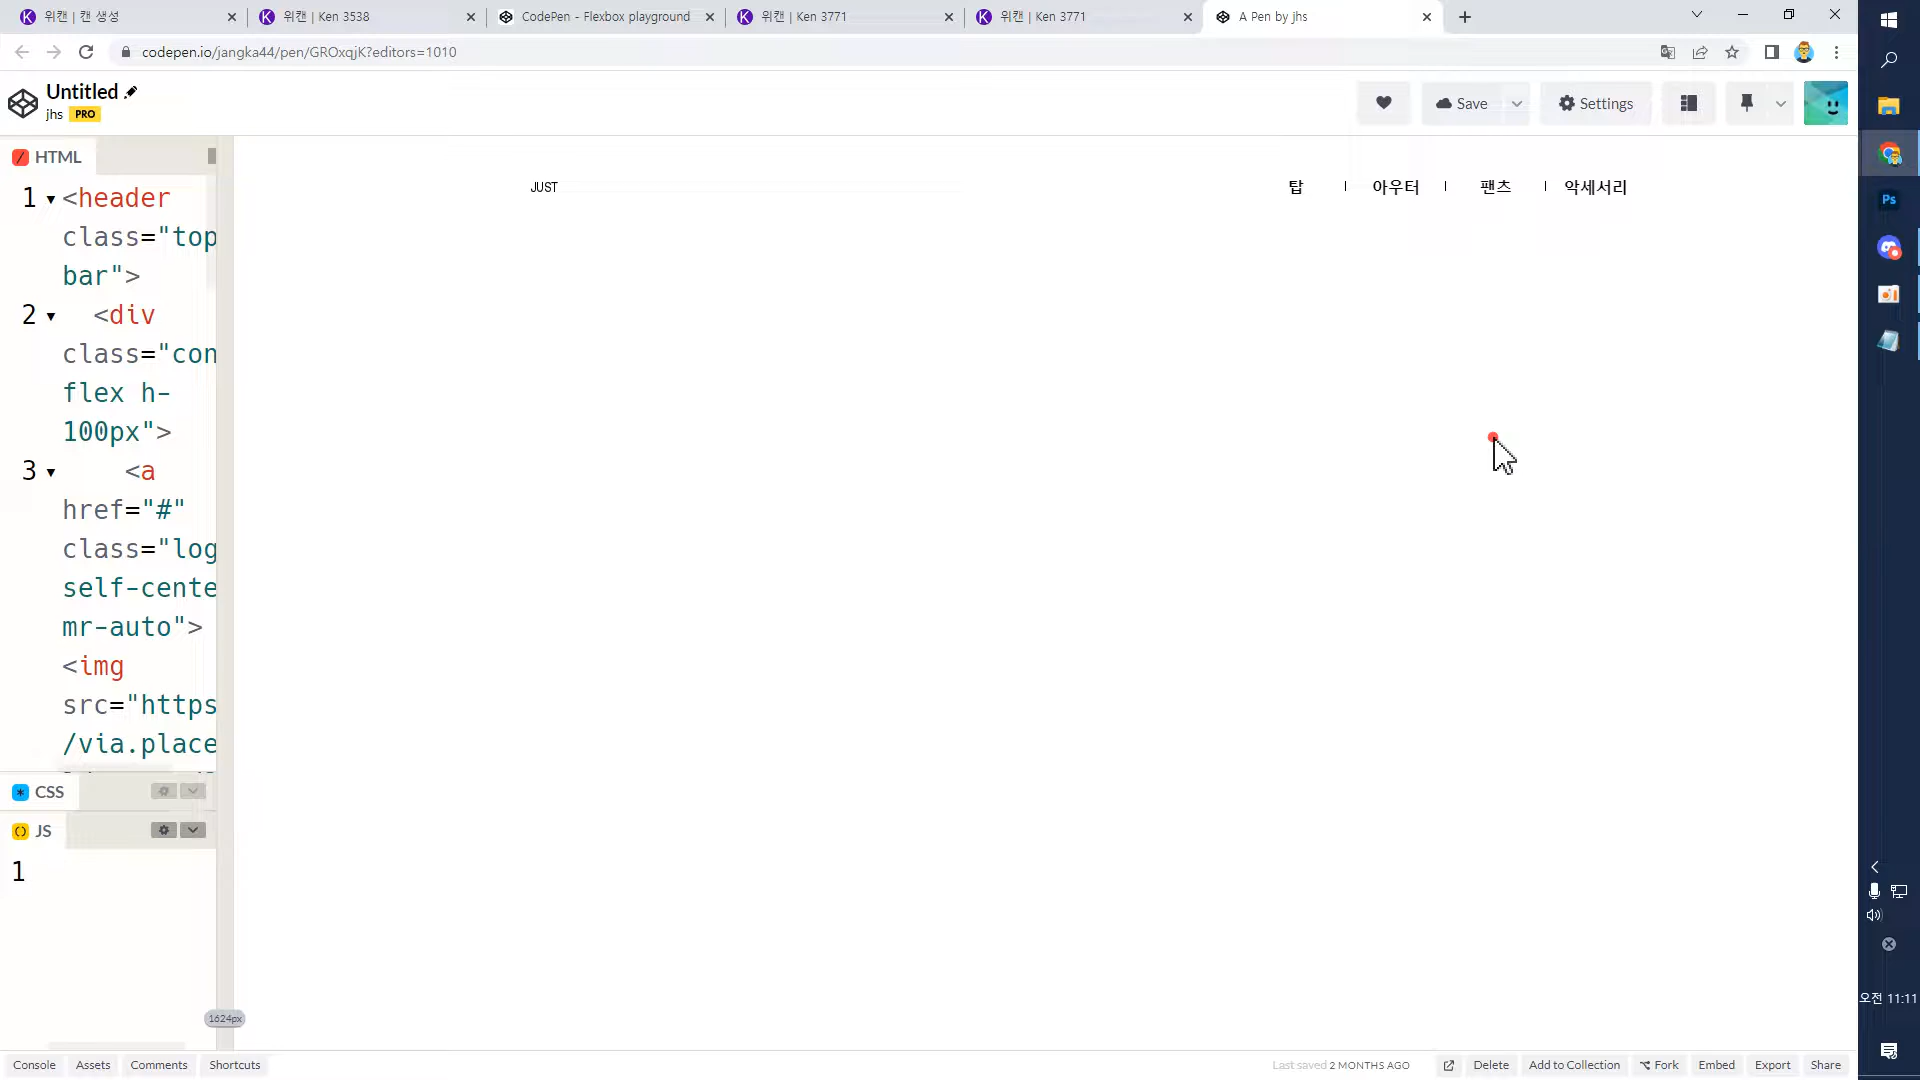 위캔 | 캔 생성
위캔 | Ken 3538
CodePen - Flexbox playground
위캔 | Ken 3771
위캔 | Ken 3771
A Pen by jhs
codepen.io/jangka44/pen/GROxqjK?editors=1010
Untitled
jhs PRO
Save
Settings
HTML
JUST
탑
아우터
팬츠
악세서리
1 <header
class="top
bar">
2 <div
class="con
flex h-
100px">
3 <a
href="#"
class="log
self-cente
mr-auto">
<img
src="https
/via.place
CSS
JS
1
1624px
오전 11:11
Console
Assets
Comments
Shortcuts
Last saved 2 MONTHS AGO
Delete
Add to Collection
Fork
Embed
Export
Share
Ps